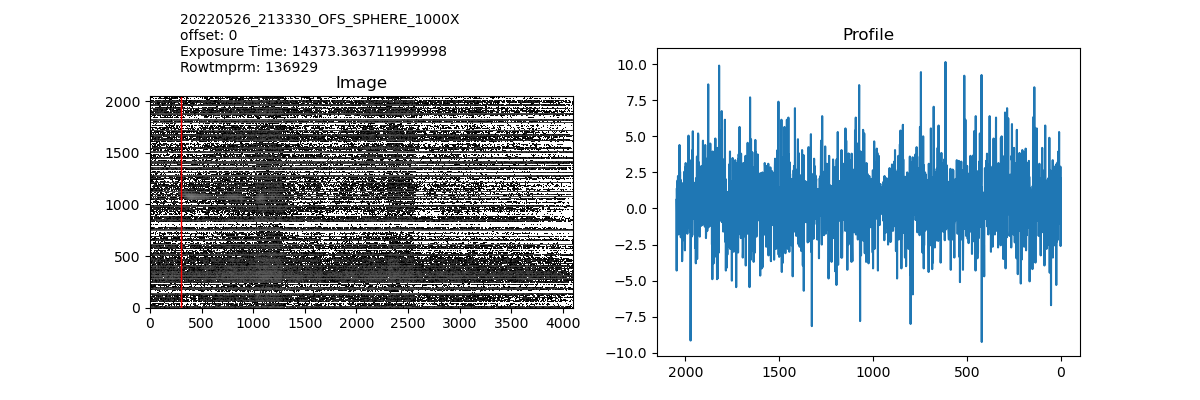 20220526_213330_OFS_SPHERE_1000X
offset: 0
Exposure Time: 14373.363711999998
Rowtmprm: 136929
Image
2000
1500
1000
500
0
0 500 1000 1500 2000 2500 3000 3500 4000
Profile
10.0
7.5
5.0
2.5
0.0
−2.5
−5.0
−7.5
−10.0
2000 1500 1000 500 0